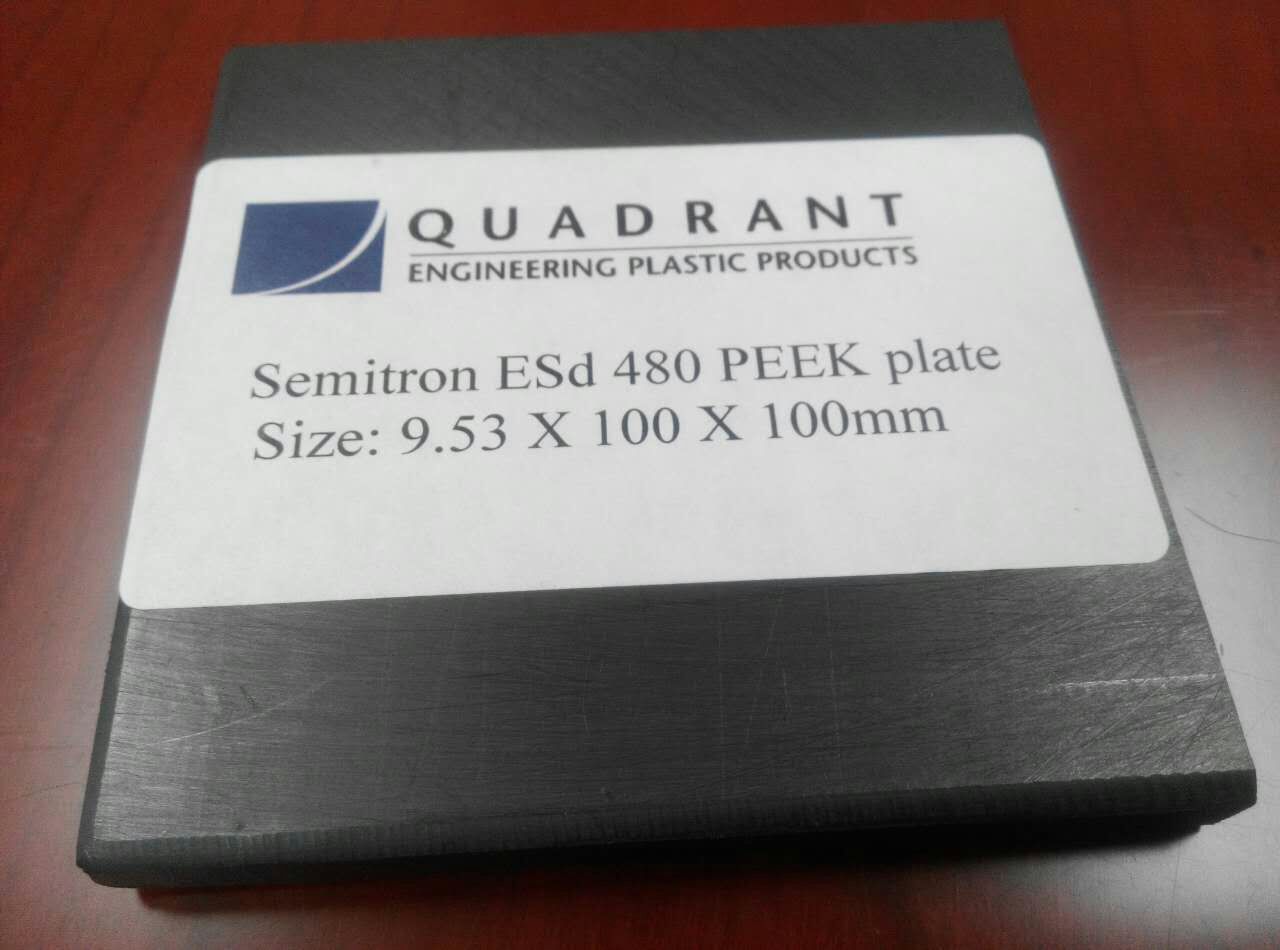 QUADRANT
ENGINEERING PLASTIC PRODUCTS
Semitron ESd 480 PEEK plate
Size: 9.53 X 100 X 100mm